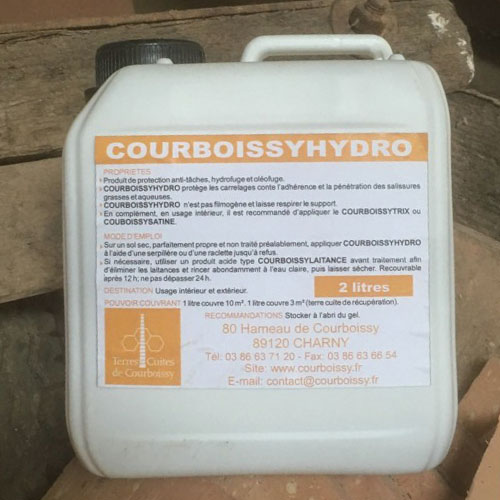 COURBOISSYHYDRO
PROPRIETES
Produit de protection anti-tâches, hydrofuge et oléofuge.
COURBOISSYHYDRO protège les carrelages conte l'adhérence et la pénétration des salissures
grasses et aqueuses.
COURBOISSYHYDRO n'est pas filmogène et laisse respirer le support.
En complément, en usage intérieur, il est recommandé d'appliquer le COURBOISSYTRIX ou
COUBOISSYSATINE.
MODE D'EMPLOI
Sur un sol sec, parfaitement propre et non traité préalablement, appliquer COURBOISSYHYDRO
à l'aide d'une serpillère ou d'une raclette jusqu'à refus.
Si nécessaire, utiliser un produit acide type COURBOISSYLAITANCE avant traitement afin
d'éliminer les laitances et rincer abondamment à l'eau claire, puis laisser sécher. Recouvrable
après 12 h; ne pas dépasser 24 h.
DESTINATION Usage intérieur et extérieur.
2 litres
POUVOIR COUVRANT 1 litre couvre 10 m². 1 litre couvre 3 m² (terre cuite de récupération).
RECOMMANDATIONS Stocker à l'abri du gel.
80 Hameau de Courboissy
89120 CHARNY
Tél: 03 86 63 71 20 - Fax: 03 86 63 66 54
Site: www.courboissy.fr
E-mail: contact@courboissy.fr
Terres Cuites
de Courboissy